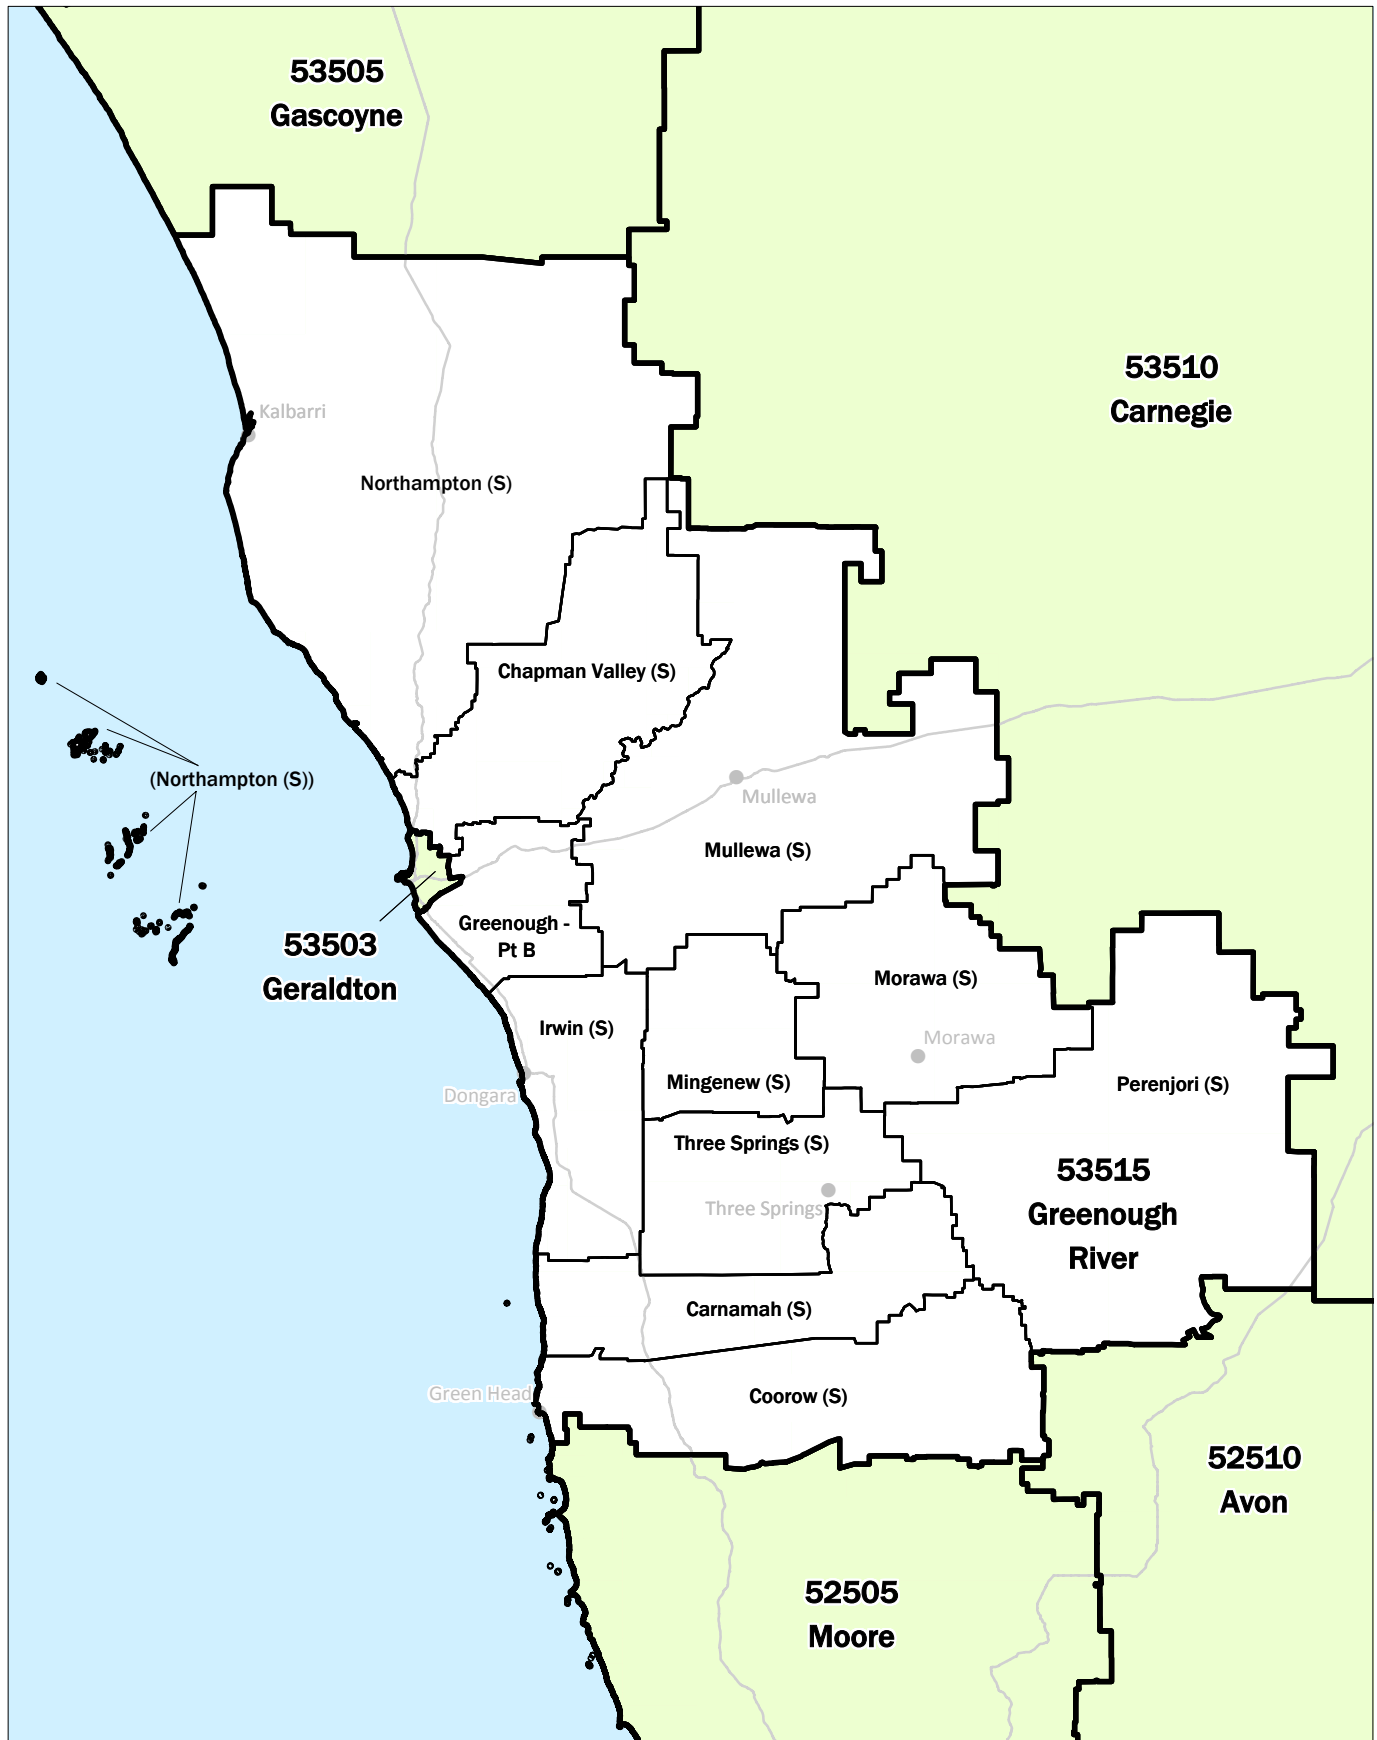 53505
Gascoyne
53510
Carnegie
Kalbarri
Northampton (S)
Chapman Valley (S)
(Northampton (S))
Mullewa
Mullewa (S)
Greenough -
Pt B
53503
Geraldton
Morawa (S)
Irwin (S)
Morawa
Mingenew (S)
Perenjori (S)
Dongara
Three Springs (S)
53515
Greenough
River
Three Springs
Carnamah (S)
Green Head
Coorow (S)
52510
Avon
52505
Moore